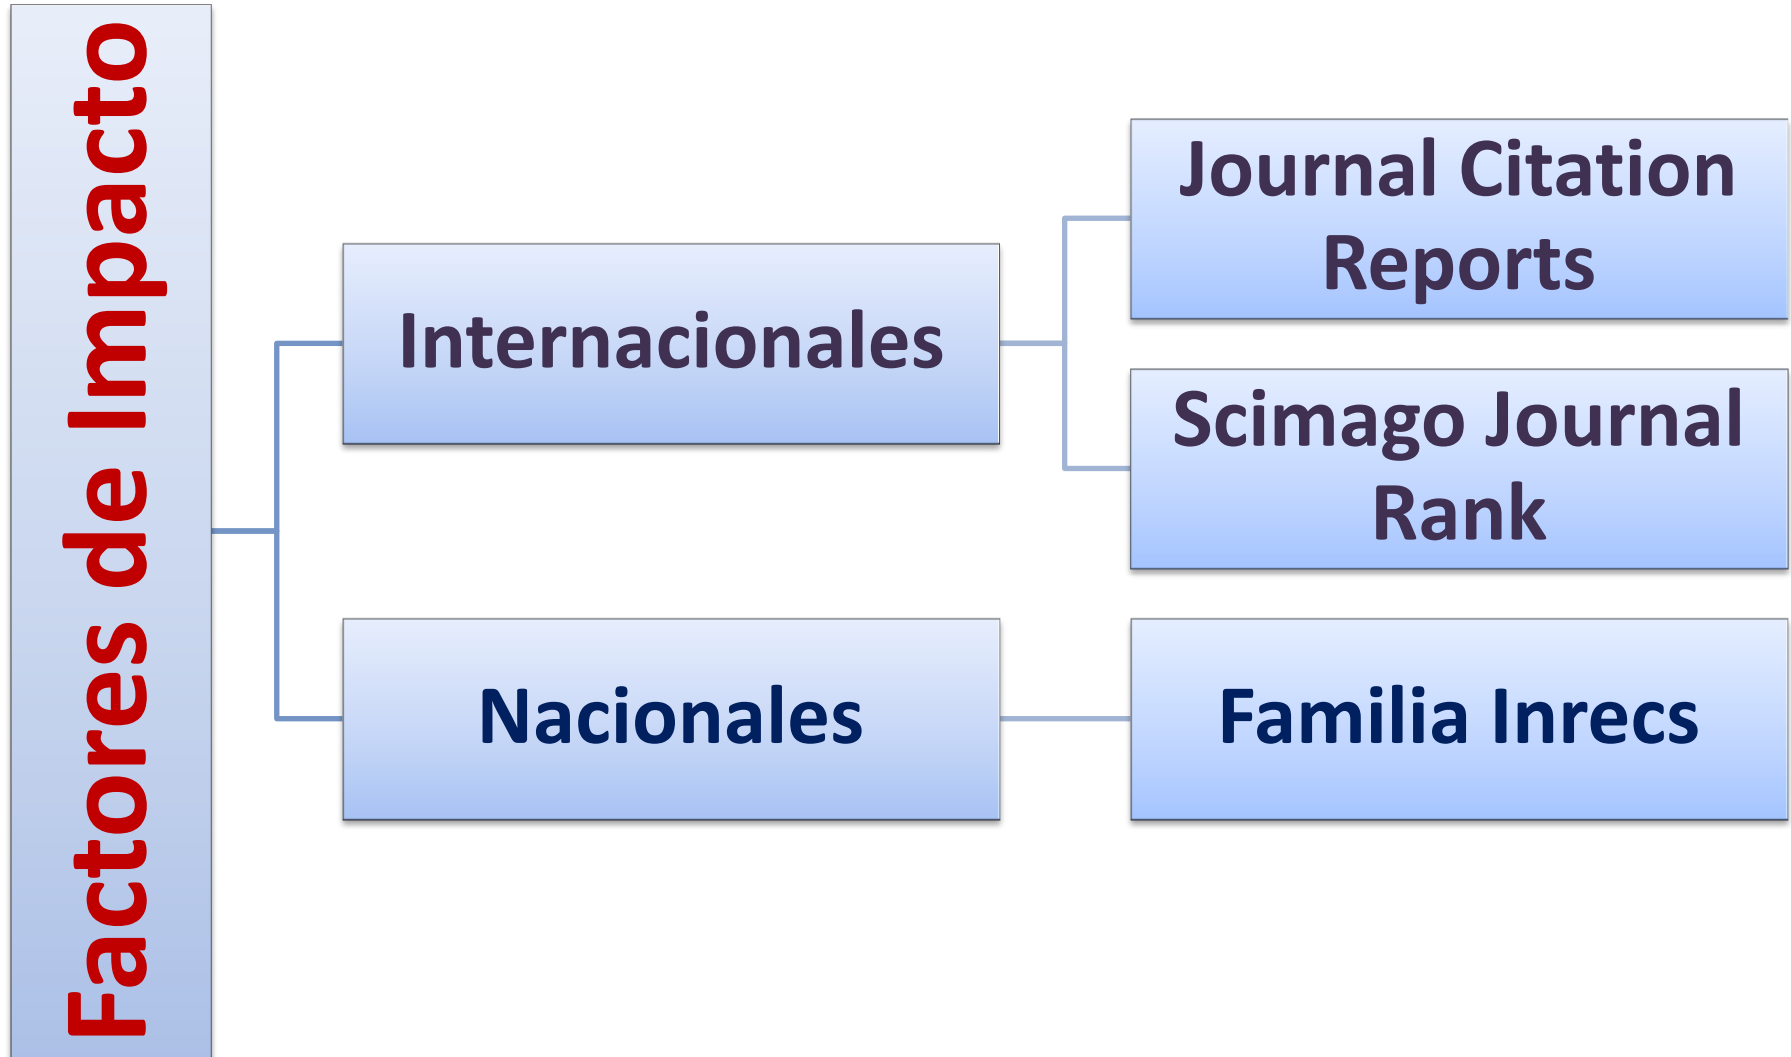 Factores de Impacto
Internacionales
Journal Citation
Reports
Scimago Journal
Rank
Nacionales
Familia Inrecs